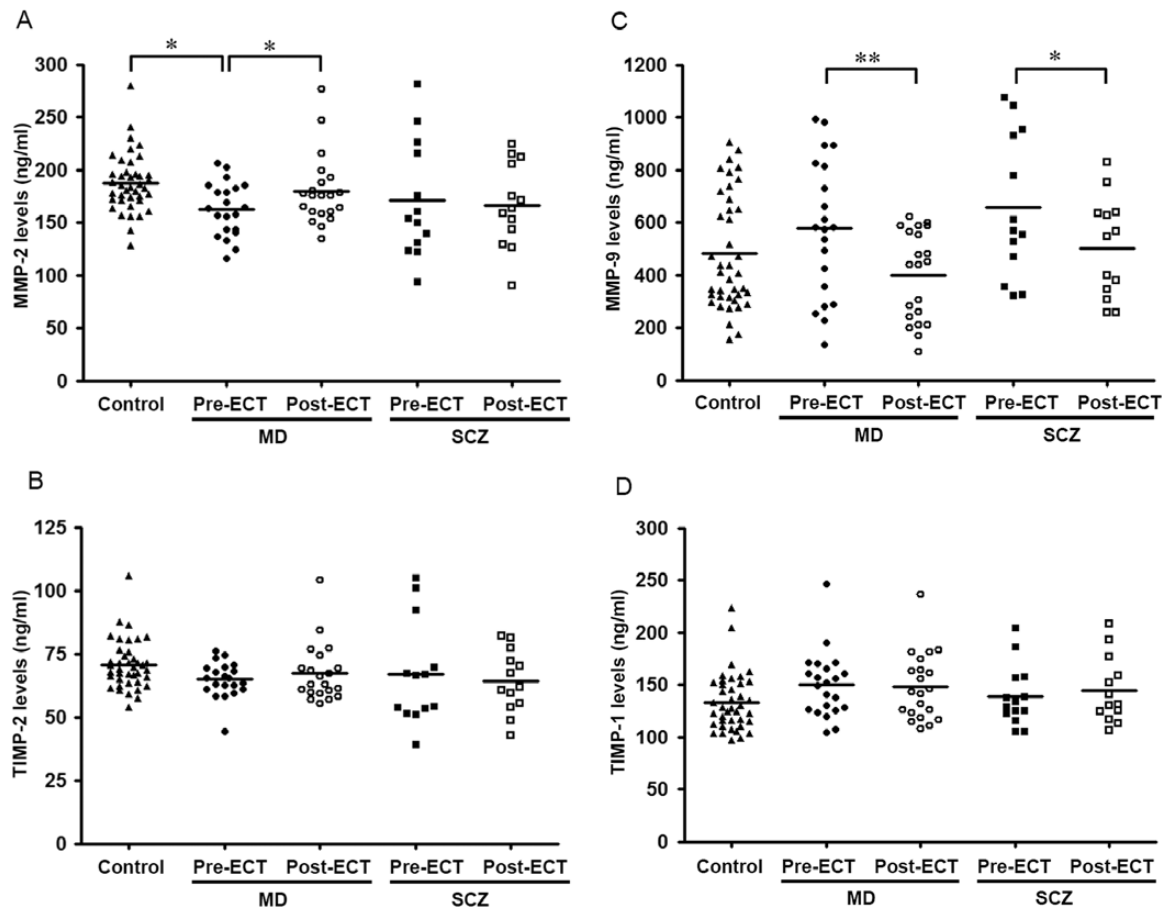 A
* *
MMP-2 levels (ng/ml)
300
250
200
150
100
50
0
Control Pre-ECT Post-ECT Pre-ECT Post-ECT
MD SCZ
C
** *
MMP-9 levels (ng/ml)
1200
1000
800
600
400
200
0
Control Pre-ECT Post-ECT Pre-ECT Post-ECT
MD SCZ
B
TIMP-2 levels (ng/ml)
125
100
75
50
25
0
Control Pre-ECT Post-ECT Pre-ECT Post-ECT
MD SCZ
D
TIMP-1 levels (ng/ml)
300
250
200
150
100
50
0
Control Pre-ECT Post-ECT Pre-ECT Post-ECT
MD SCZ